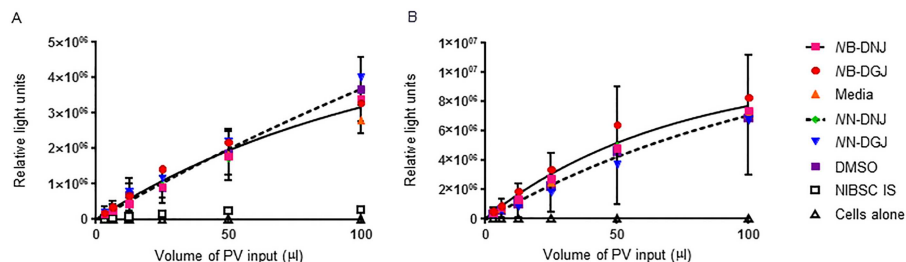 A
Relative light units
5×10⁰⁶
4×10⁰⁶
3×10⁰⁶
2×10⁰⁶
1×10⁰⁶
0
0
50
100
Volume of PV input (µl)
B
Relative light units
1×10⁰⁷
8×10⁰⁶
6×10⁰⁶
4×10⁰⁶
2×10⁰⁶
0
0
50
100
Volume of PV input (µl)
NB-DNJ
NB-DGJ
Media
NN-DNJ
NN-DGJ
DMSO
NIBSC IS
Cells alone